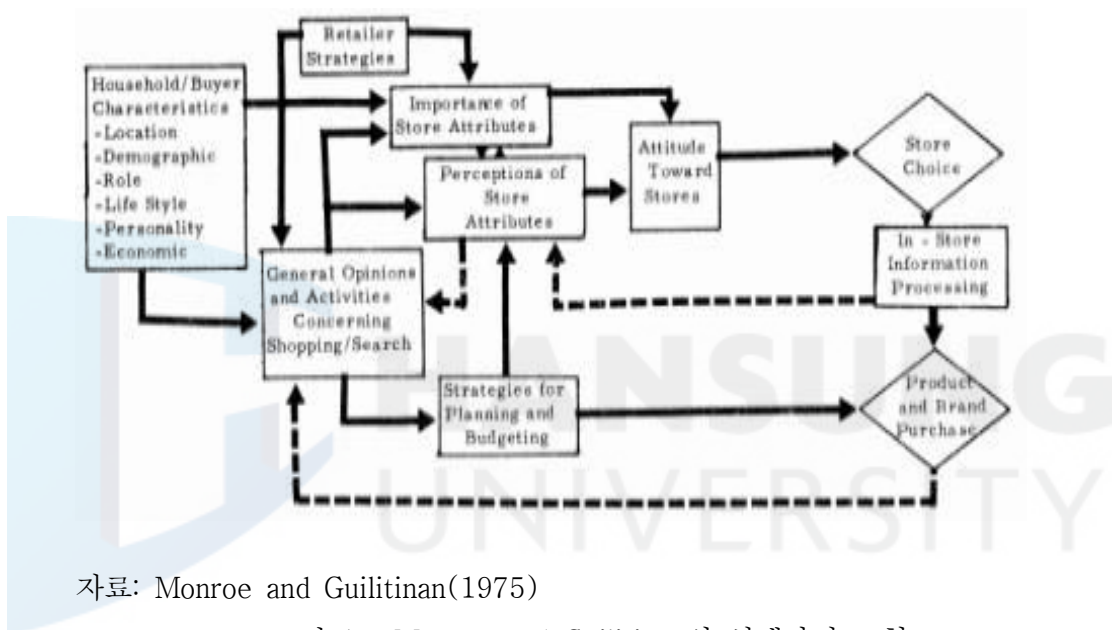 Retailer
Strategies
Household/Buyer
Characteristics
-Location
-Demographic
-Role
-Life Style
-Personality
-Economic
Importance of
Store Attributes
Perceptions of
Store
Attributes
Attitude
Toward
Stores
Store
Choice
In - Store
Information
Processing
General Opinions
and Activities
Concerning
Shopping/Search
Strategies for
Planning and
Budgeting
Product
and Brand
Purchase
HANSUNG
UNIVERSITY
자료: Monroe and Guilitinan(1975)